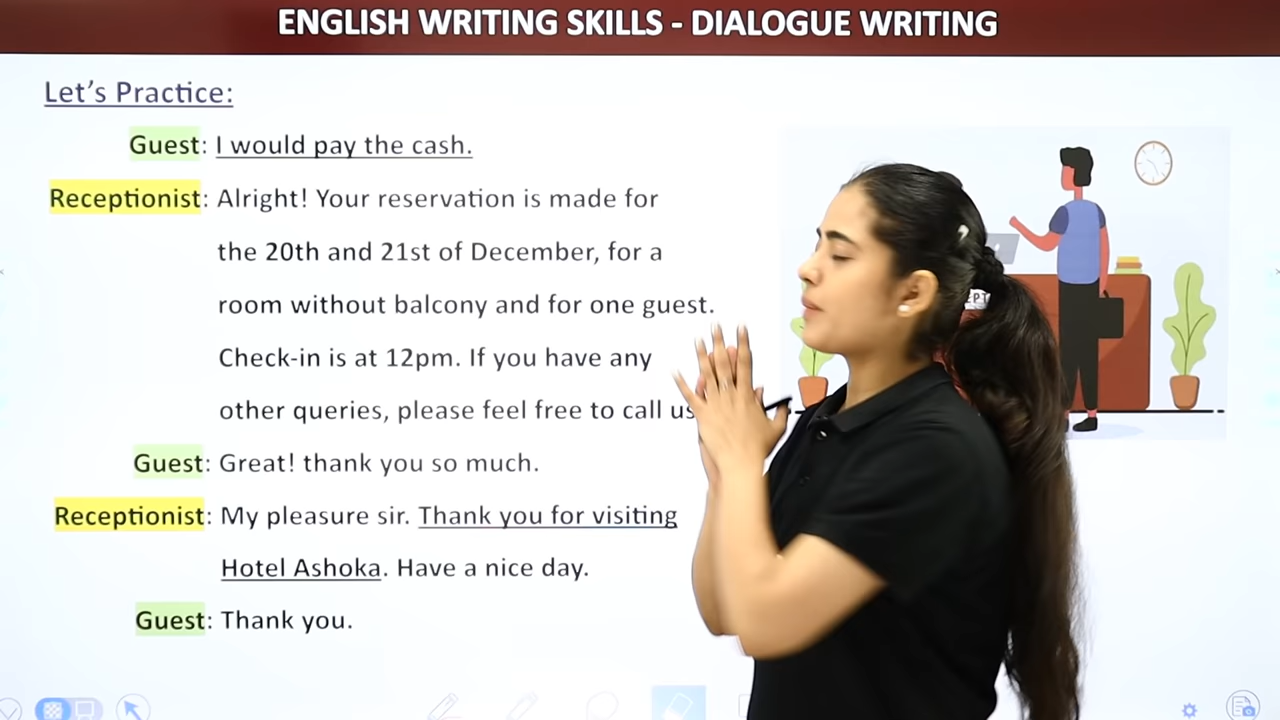 ENGLISH WRITING SKILLS - DIALOGUE WRITING
Let's Practice:
Guest: I would pay the cash.
Receptionist: Alright! Your reservation is made for
the 20th and 21st of December, for a
room without balcony and for one guest.
Check-in is at 12pm. If you have any
other queries, please feel free to call us
Guest: Great! thank you so much.
Receptionist: My pleasure sir. Thank you for visiting
Hotel Ashoka. Have a nice day.
Guest: Thank you.